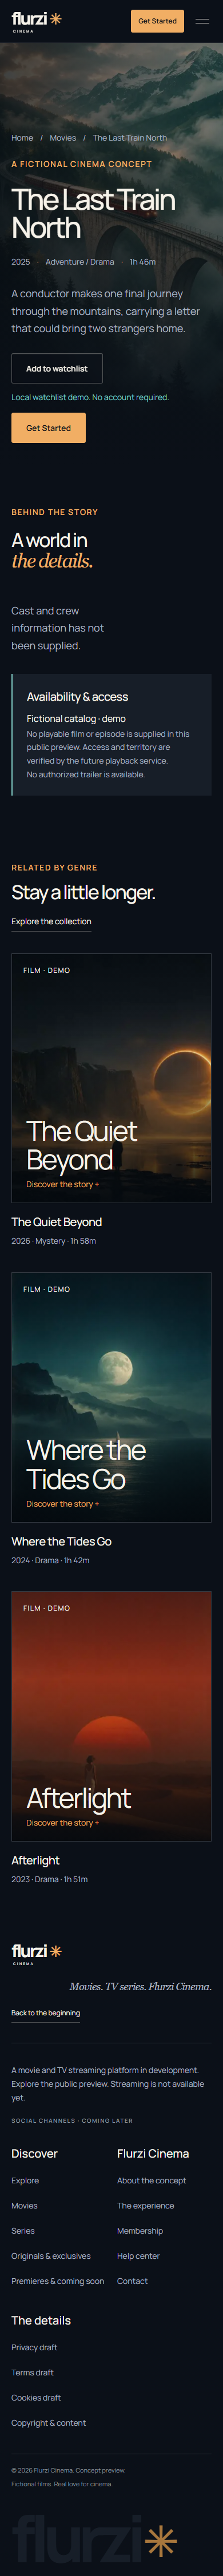 flurzi
CINEMA
Get Started
Home / Movies / The Last Train North
A FICTIONAL CINEMA CONCEPT
The Last Train
North
2025 · Adventure / Drama · 1h 46m
A conductor makes one final journey
through the mountains, carrying a letter
that could bring two strangers home.
Add to watchlist
Local watchlist demo. No account required.
Get Started
BEHIND THE STORY
A world in
the details.
Cast and crew
information has not
been supplied.
Availability & access
Fictional catalog · demo
No playable film or episode is supplied in this
public preview. Access and territory are
verified by the future playback service.
No authorized trailer is available.
RELATED BY GENRE
Stay a little longer.
Explore the collection
FILM · DEMO
The Quiet
Beyond
Discover the story +
The Quiet Beyond
2026 · Mystery · 1h 58m
FILM · DEMO
Where the
Tides Go
Discover the story +
Where the Tides Go
2024 · Drama · 1h 42m
FILM · DEMO
Afterlight
Discover the story +
Afterlight
2023 · Drama · 1h 51m
flurzi
CINEMA
Movies. TV series. Flurzi Cinema.
Back to the beginning
A movie and TV streaming platform in development.
Explore the public preview. Streaming is not available
yet.
SOCIAL CHANNELS · COMING LATER
Discover
Explore
Movies
Series
Originals & exclusives
Premieres & coming soon
Flurzi Cinema
About the concept
The experience
Membership
Help center
Contact
The details
Privacy draft
Terms draft
Cookies draft
Copyright & content
© 2026 Flurzi Cinema. Concept preview.
Fictional films. Real love for cinema.
flurzi